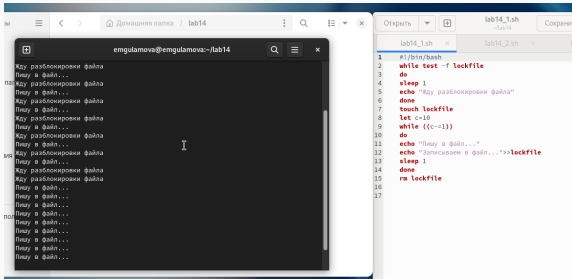 Домашняя папка / lab14
Открыть
lab14_1.sh
~/lab14
Сохрани
emgulamova@emgulamova:~/lab14
Жду разблокировки файла
Пишу в файл...
Жду разблокировки файла
Пишу в файл...
Жду разблокировки файла
Пишу в файл...
Жду разблокировки файла
Пишу в файл...
Жду разблокировки файла
Пишу в файл...
Жду разблокировки файла
Пишу в файл...
Жду разблокировки файла
Жду разблокировки файла
Пишу в файл...
Пишу в файл...
Пишу в файл...
Пишу в файл...
Пишу в файл...
Пишу в файл...
Пишу в файл...
Пишу в файл...
Пишу в файл...
lab14_1.sh
lab14_2.sh
1 #!/bin/bash
2 while test -f lockfile
3 do
4 sleep 1
5 echo "Жду разблокировки файла"
6 done
7 touch lockfile
8 let c=10
9 while ((c-=1))
10 do
11 echo "Пишу в файл..."
12 echo "Записываем в файл...">>lockfile
13 sleep 1
14 done
15 rm lockfile
16
17